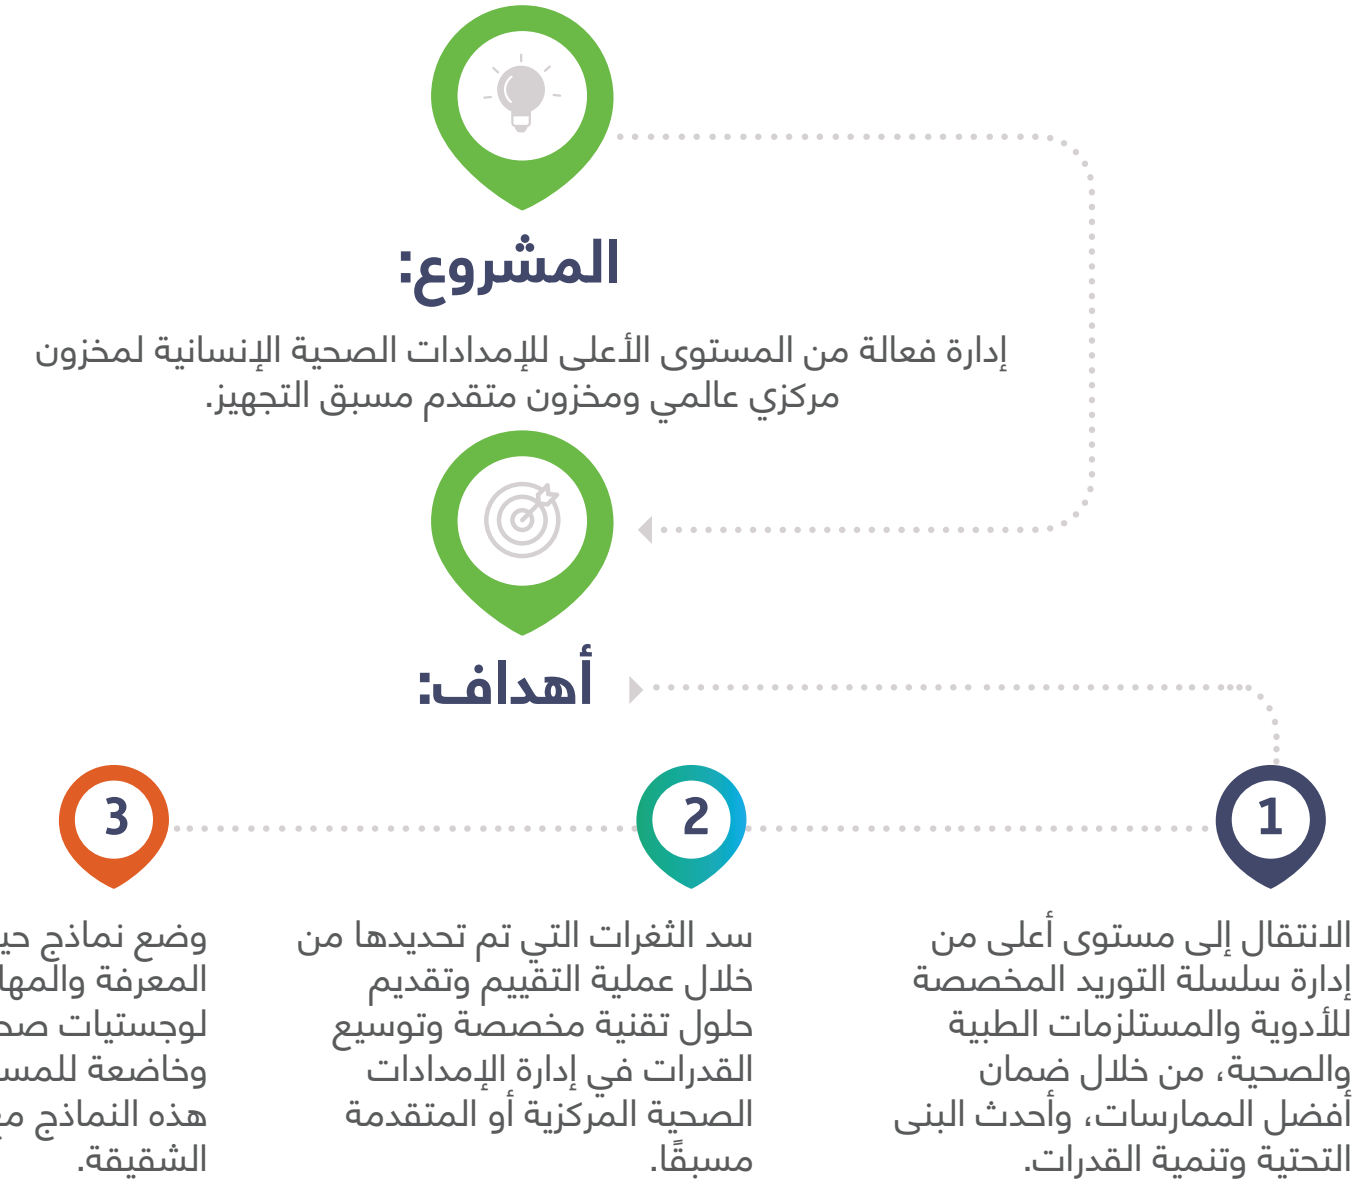 المشروع:
إدارة فعالة من المستوى الأعلى للإمدادات الصحية الإنسانية لمخزون
مركزي عالمي ومخزون متقدم مسبق التجهيز.
أهداف:
1
الانتقال إلى مستوى أعلى من
إدارة سلسلة التوريد المخصصة
للأدوية والمستلزمات الطبية
والصحية، من خلال ضمان
أفضل الممارسات، وأحدث البنى
التحتية وتنمية القدرات.
2
سد الثغرات التي تم تحديدها من
خلال عملية التقييم وتقديم
حلول تقنية مخصصة وتوسيع
القدرات في إدارة الإمدادات
الصحية المركزية أو المتقدمة
مسبقًا.
3
وضع نماذج
المعرفة
لوجستيات
وخاضعة
هذه النماذج
الشقيقة.